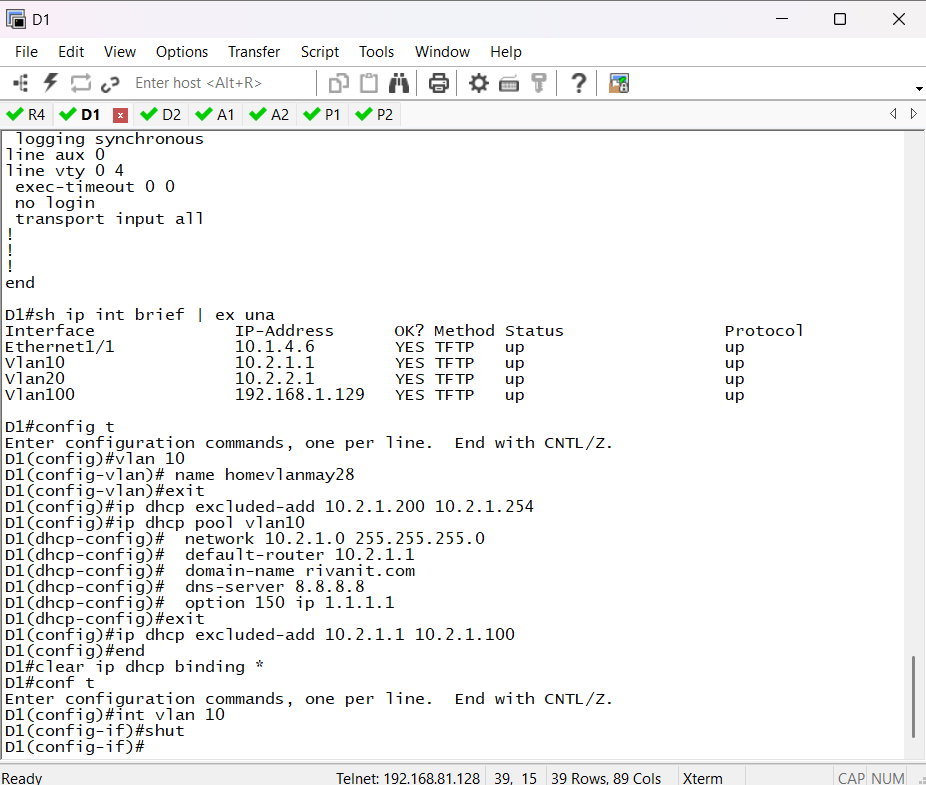 D1
File Edit View Options Transfer Script Tools Window Help
Enter host <Alt+R>
R4 D1 D2 A1 A2 P1 P2
 logging synchronous
line aux 0
line vty 0 4
 exec-timeout 0 0
 no login
 transport input all
!
!
!
end
D1#sh ip int brief | ex una
Interface              IP-Address      OK? Method Status                Protocol
Ethernet1/1            10.1.4.6        YES TFTP   up                    up
Vlan10                 10.2.1.1        YES TFTP   up                    up
Vlan20                 10.2.2.1        YES TFTP   up                    up
Vlan100                192.168.1.129   YES TFTP   up                    up
D1#config t
Enter configuration commands, one per line.  End with CNTL/Z.
D1(config)#vlan 10
D1(config-vlan)# name homevlanmay28
D1(config-vlan)#exit
D1(config)#ip dhcp excluded-add 10.2.1.200 10.2.1.254
D1(config)#ip dhcp pool vlan10
D1(dhcp-config)#  network 10.2.1.0 255.255.255.0
D1(dhcp-config)#  default-router 10.2.1.1
D1(dhcp-config)#  domain-name rivanit.com
D1(dhcp-config)#  dns-server 8.8.8.8
D1(dhcp-config)#  option 150 ip 1.1.1.1
D1(dhcp-config)#exit
D1(config)#ip dhcp excluded-add 10.2.1.1 10.2.1.100
D1(config)#end
D1#clear ip dhcp binding *
D1#conf t
Enter configuration commands, one per line.  End with CNTL/Z.
D1(config)#int vlan 10
D1(config-if)#shut
D1(config-if)#
Ready Telnet: 192.168.81.128 39, 15 39 Rows, 89 Cols Xterm CAP NUM